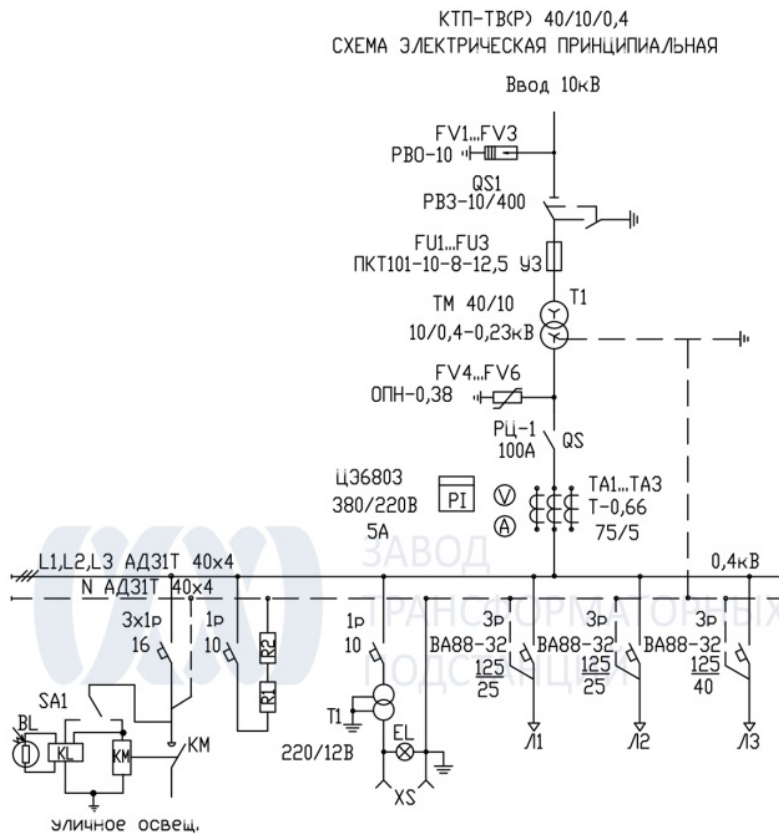 КТП-ТВ(Р) 40/10/0,4
СХЕМА ЭЛЕКТРИЧЕСКАЯ ПРИНЦИПИАЛЬНАЯ
Ввод 10кВ
FV1...FV3
РВО-10
QS1
РВЗ-10/400
FU1...FU3
ПКТ101-10-8-12,5 У3
ТМ 40/10
T1
10/0,4-0,23кВ
FV4...FV6
ОПН-0,38
РЦ-1
100А
QS
ЦЭ6803
380/220В
5А
PI
V
A
TA1...TA3
Т-0,66
75/5
ЗАВОД
ТРАНСФОРМАТОРНЫХ
ПОДСТАНЦИЙ
L1,L2,L3 АД31Т 40х4
0,4кВ
N АД31Т 40х4
3х1р
16
1р
10
R2
R1
1р
10
3р
ВА88-32
125
25
3р
ВА88-32
125
25
3р
ВА88-32
125
40
SA1
BL
KL
KM
KM
T1
220/12В
EL
XS
Л1
Л2
Л3
уличное освещ.